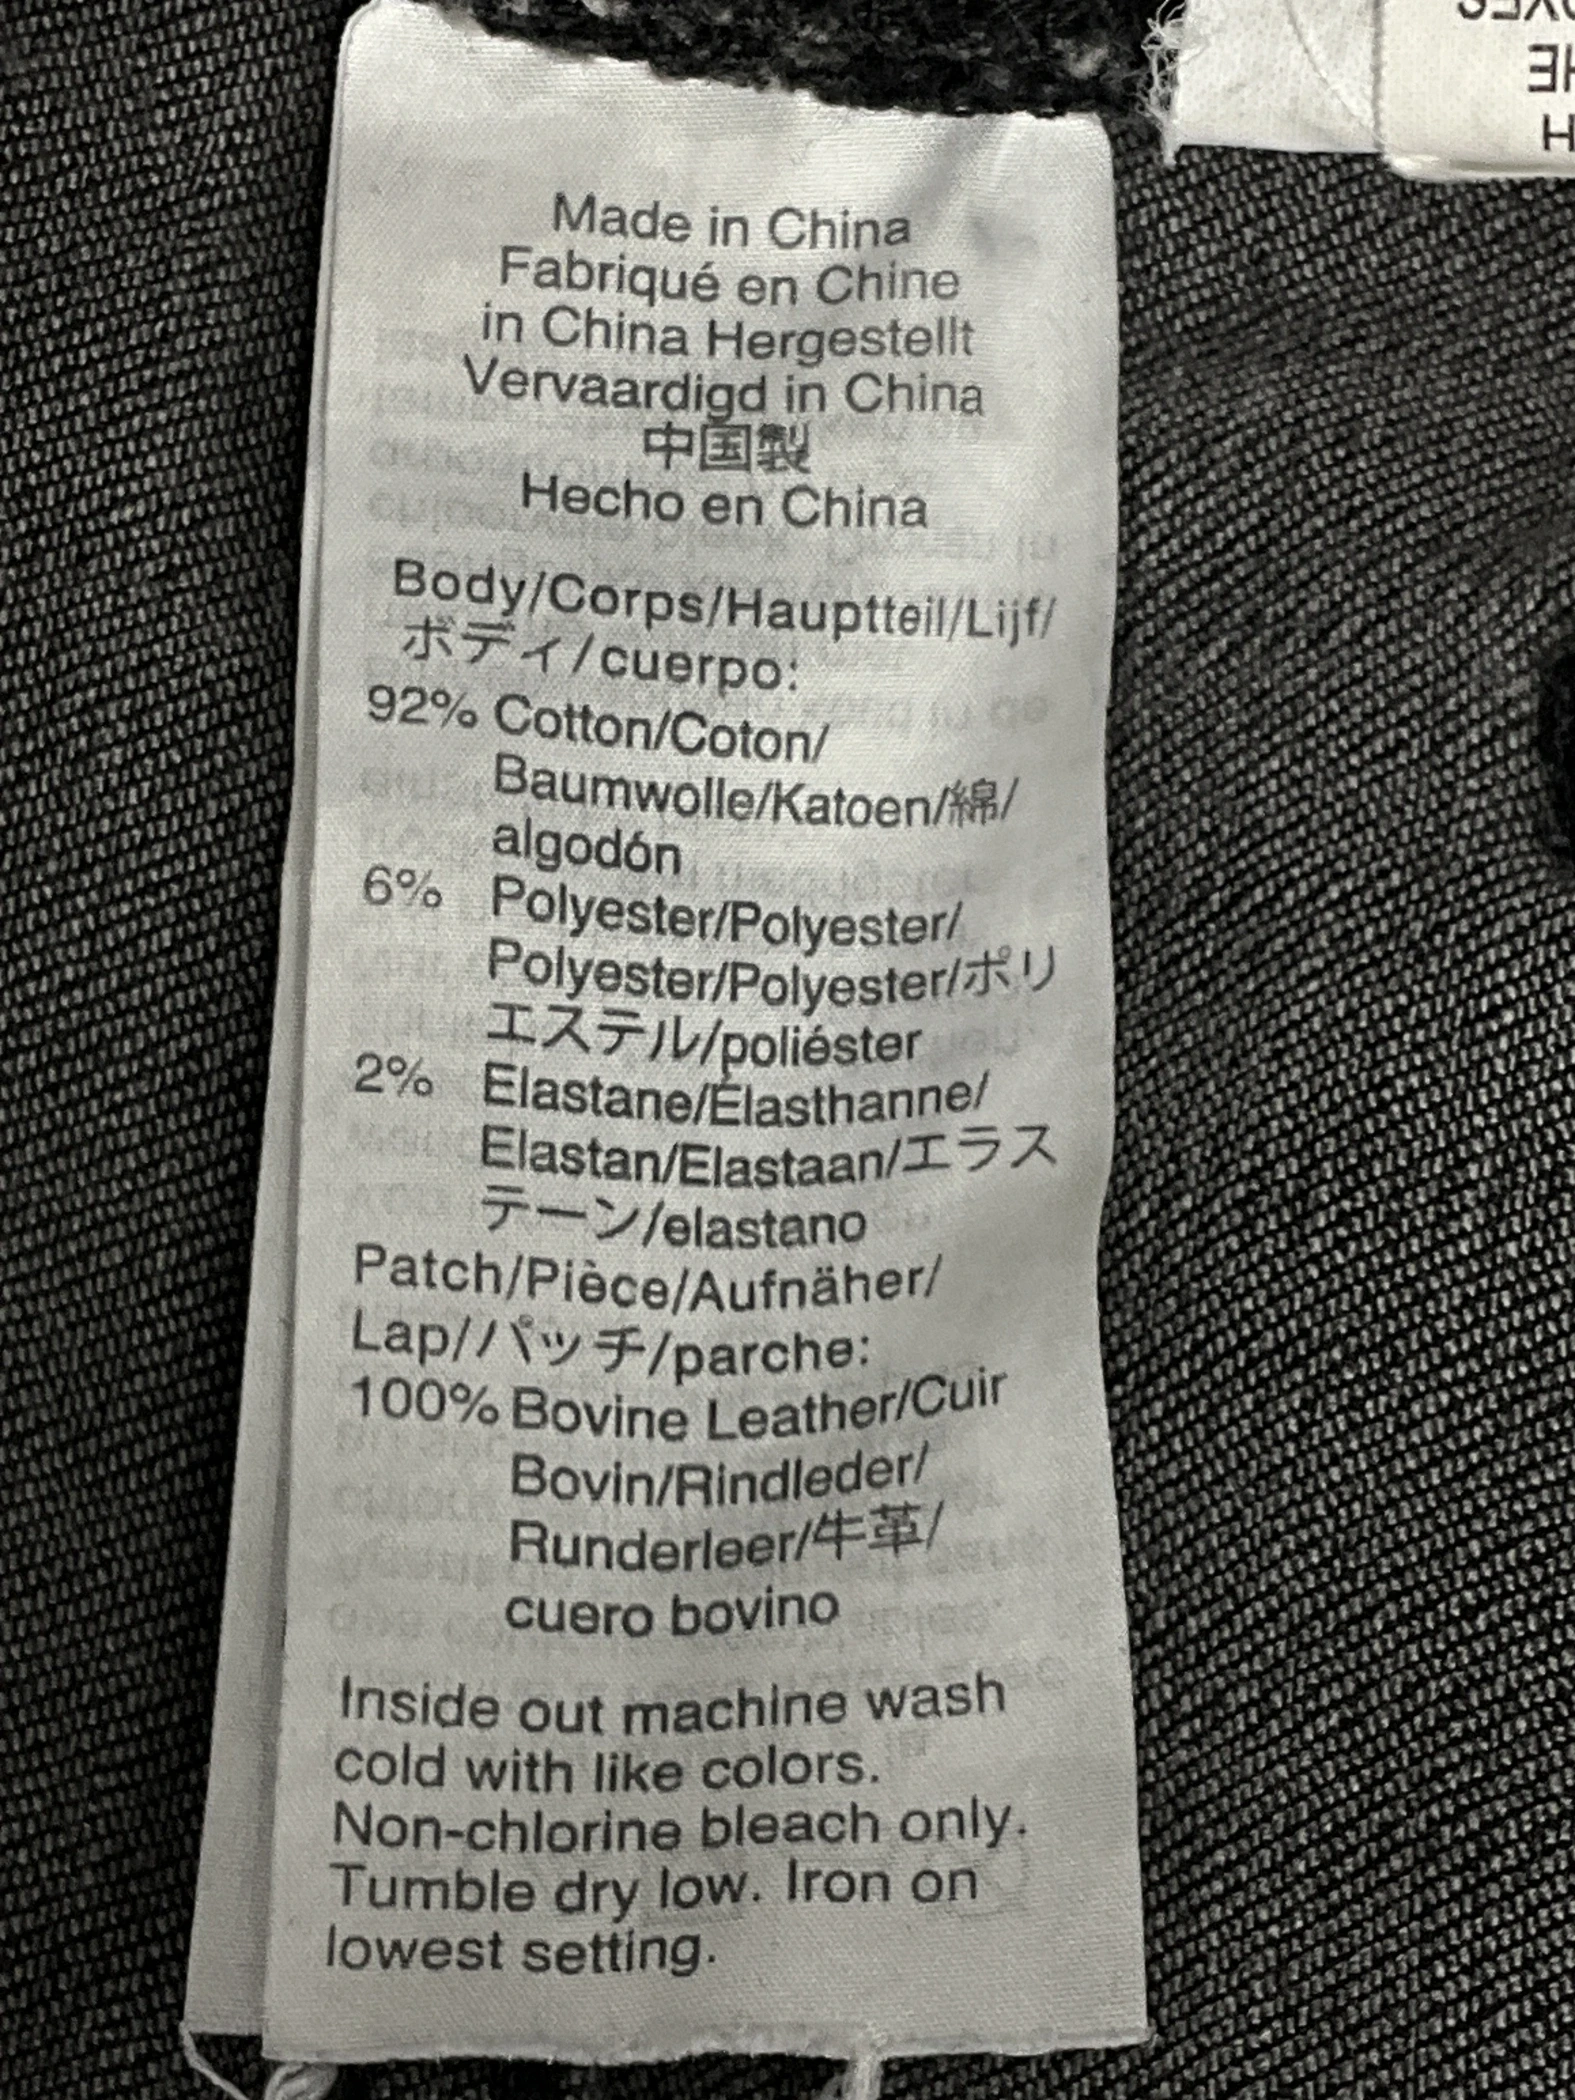 Made in China
Fabriqué en Chine
in China Hergestellt
Vervaardigd in China
中国製
Hecho en China
Body/Corps/Hauptteil/Lijf/
ボディ/cuerpo:
92% Cotton/Coton/
Baumwolle/Katoen/綿/
algodón
6% Polyester/Polyester/
Polyester/Polyester/ポリ
エステル/poliéster
2% Elastane/Élasthanne/
Elastan/Elastaan/エラス
テーン/elastano
Patch/Pièce/Aufnäher/
Lap/パッチ/parche:
100% Bovine Leather/Cuir
Bovin/Rindleder/
Runderleer/牛革/
cuero bovino
Inside out machine wash
cold with like colors.
Non-chlorine bleach only.
Tumble dry low. Iron on
lowest setting.